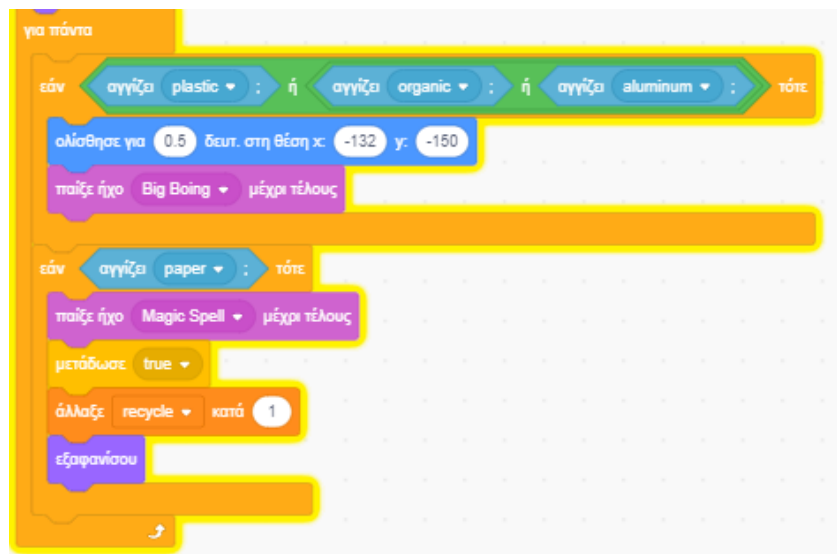 για πάντα
εάν αγγίζει plastic ; ή αγγίζει organic ; ή αγγίζει aluminum ; τότε
ολίσθησε για 0.5 δευτ. στη θέση x: -132 y: -150
παίξε ήχο Big Boing μέχρι τέλους
εάν αγγίζει paper ; τότε
παίξε ήχο Magic Spell μέχρι τέλους
μετάδωσε true
άλλαξε recycle κατά 1
εξαφανίσου